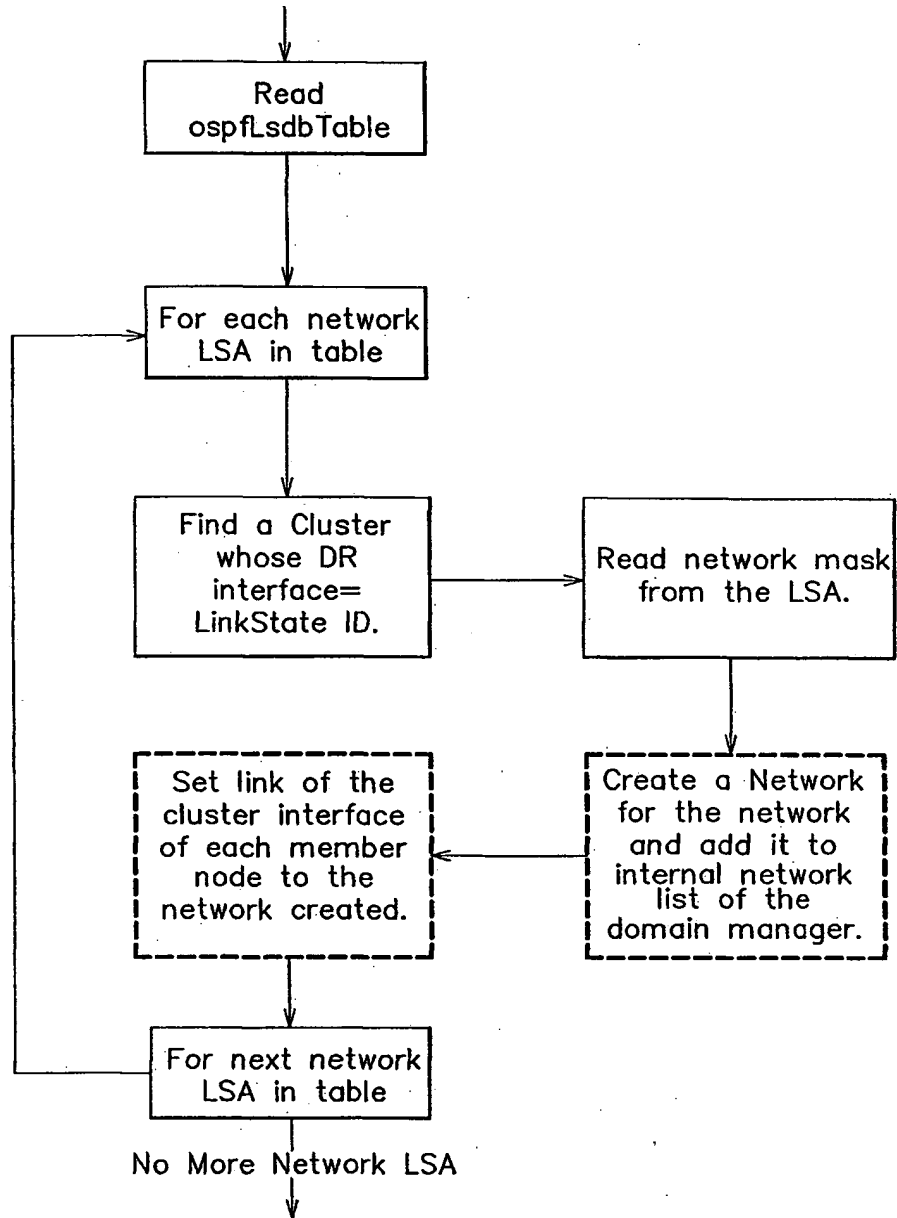 Read
ospfLsdbTable
For each network
LSA in table
Find a Cluster
whose DR
interface=
LinkState ID.
Read network mask
from the LSA.
Create a Network
for the network
and add it to
internal network
list of the
domain manager.
Set link of the
cluster interface
of each member
node to the
network created.
For next network
LSA in table
No More Network LSA